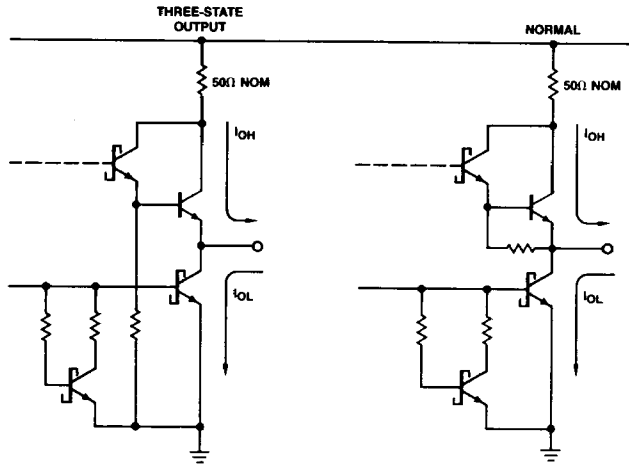 THREE-STATE
OUTPUT
NORMAL
50Ω NOM
50Ω NOM
IOH
IOH
IOL
IOL